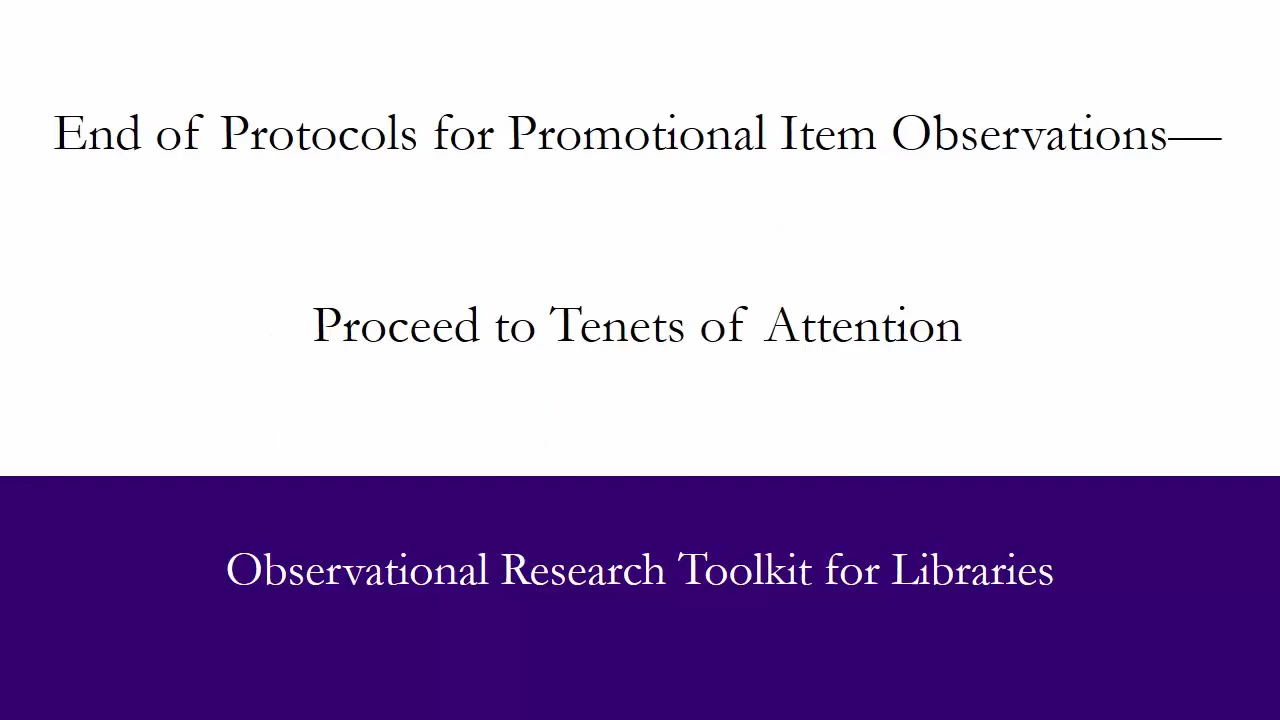 End of Protocols for Promotional Item Observations—
Proceed to Tenets of Attention
Observational Research Toolkit for Libraries